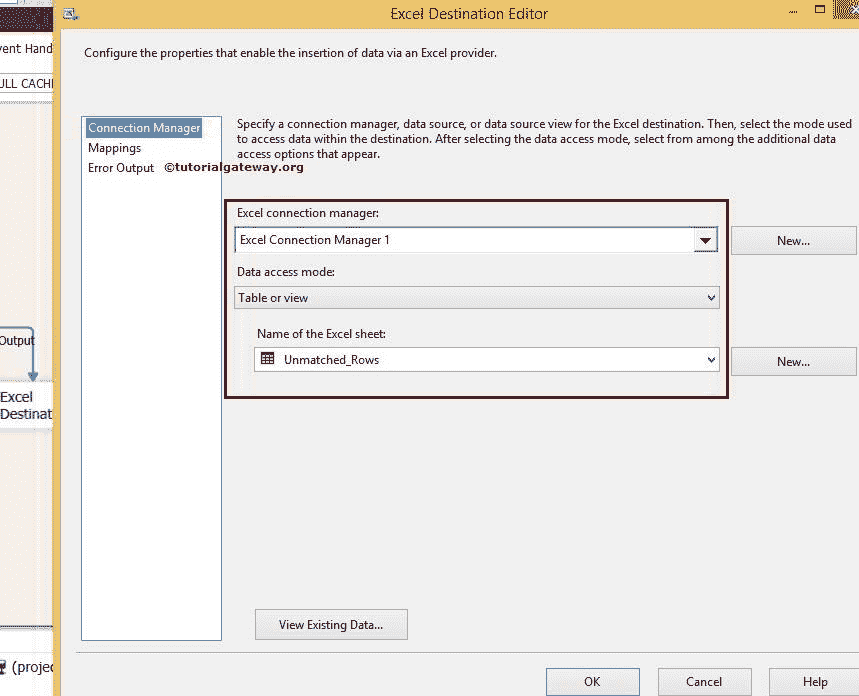 Excel Destination Editor
Configure the properties that enable the insertion of data via an Excel provider.
vent Hand
ULL CACHE
Connection Manager
Mappings
Error Output
©tutorialgateway.org
Specify a connection manager, data source, or data source view for the Excel destination. Then, select the mode used
to access data within the destination. After selecting the data access mode, select from among the additional data
access options that appear.
Excel connection manager:
Excel Connection Manager 1
New...
Data access mode:
Table or view
Name of the Excel sheet:
Unmatched_Rows
New...
Output
Excel
Destinat
View Existing Data...
(projec
OK
Cancel
Help